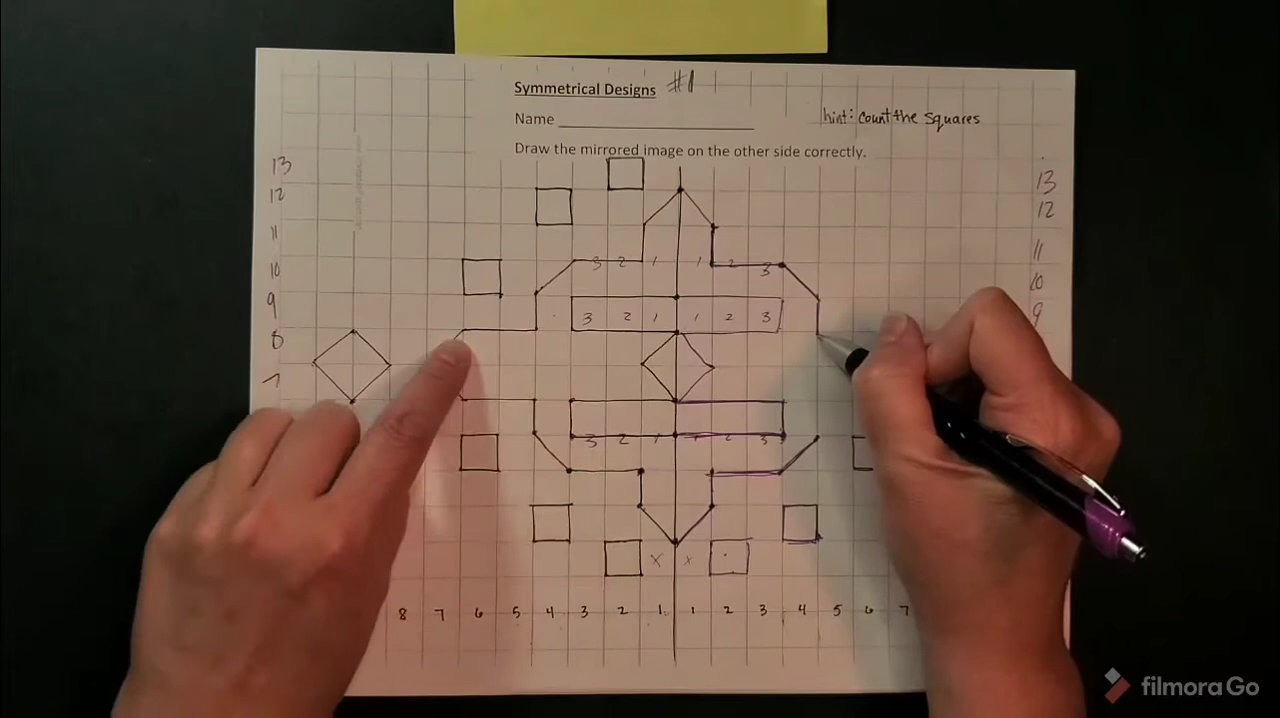 Symmetrical Designs #1
Name
hint: count the squares
Draw the mirrored image on the other side correctly.
13 13
12 12
11 11
10 3 2 1 1 2 3 10
9 3 2 1 1 2 3 9
8
7
3 2 1 1 2 3
x x
8 7 6 5 4 3 2 1 1 2 3 4 5 6 7
filmoraGo